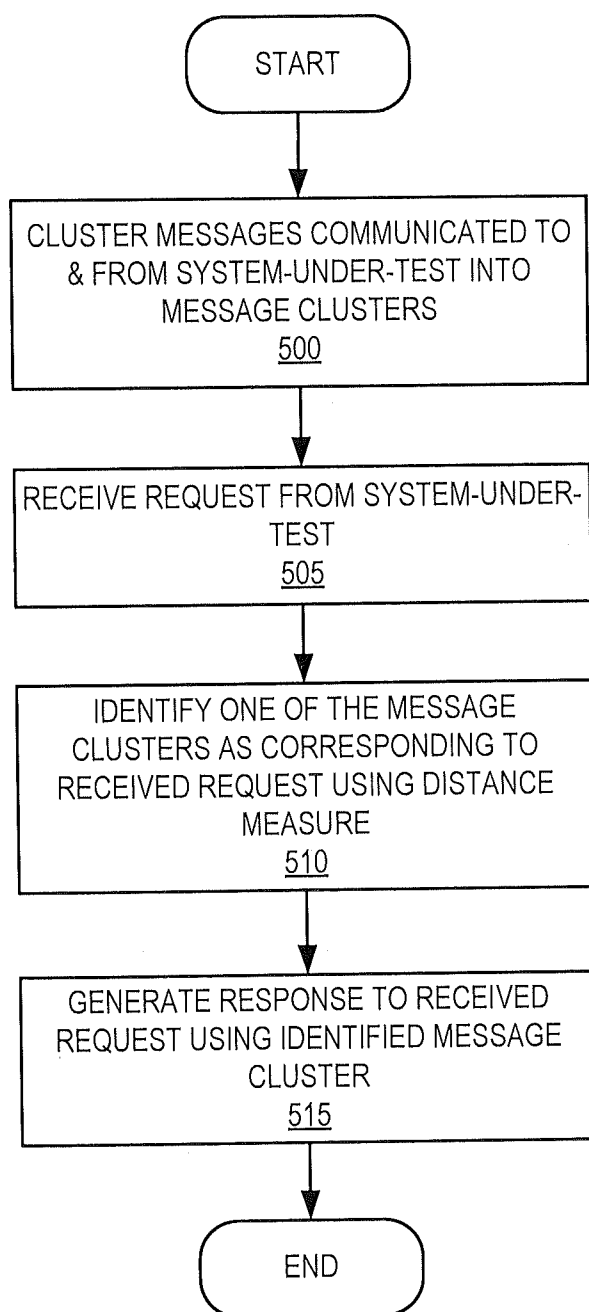 START
CLUSTER MESSAGES COMMUNICATED TO
& FROM SYSTEM-UNDER-TEST INTO
MESSAGE CLUSTERS
500
RECEIVE REQUEST FROM SYSTEM-UNDER-
TEST
505
IDENTIFY ONE OF THE MESSAGE
CLUSTERS AS CORRESPONDING TO
RECEIVED REQUEST USING DISTANCE
MEASURE
510
GENERATE RESPONSE TO RECEIVED
REQUEST USING IDENTIFIED MESSAGE
CLUSTER
515
END